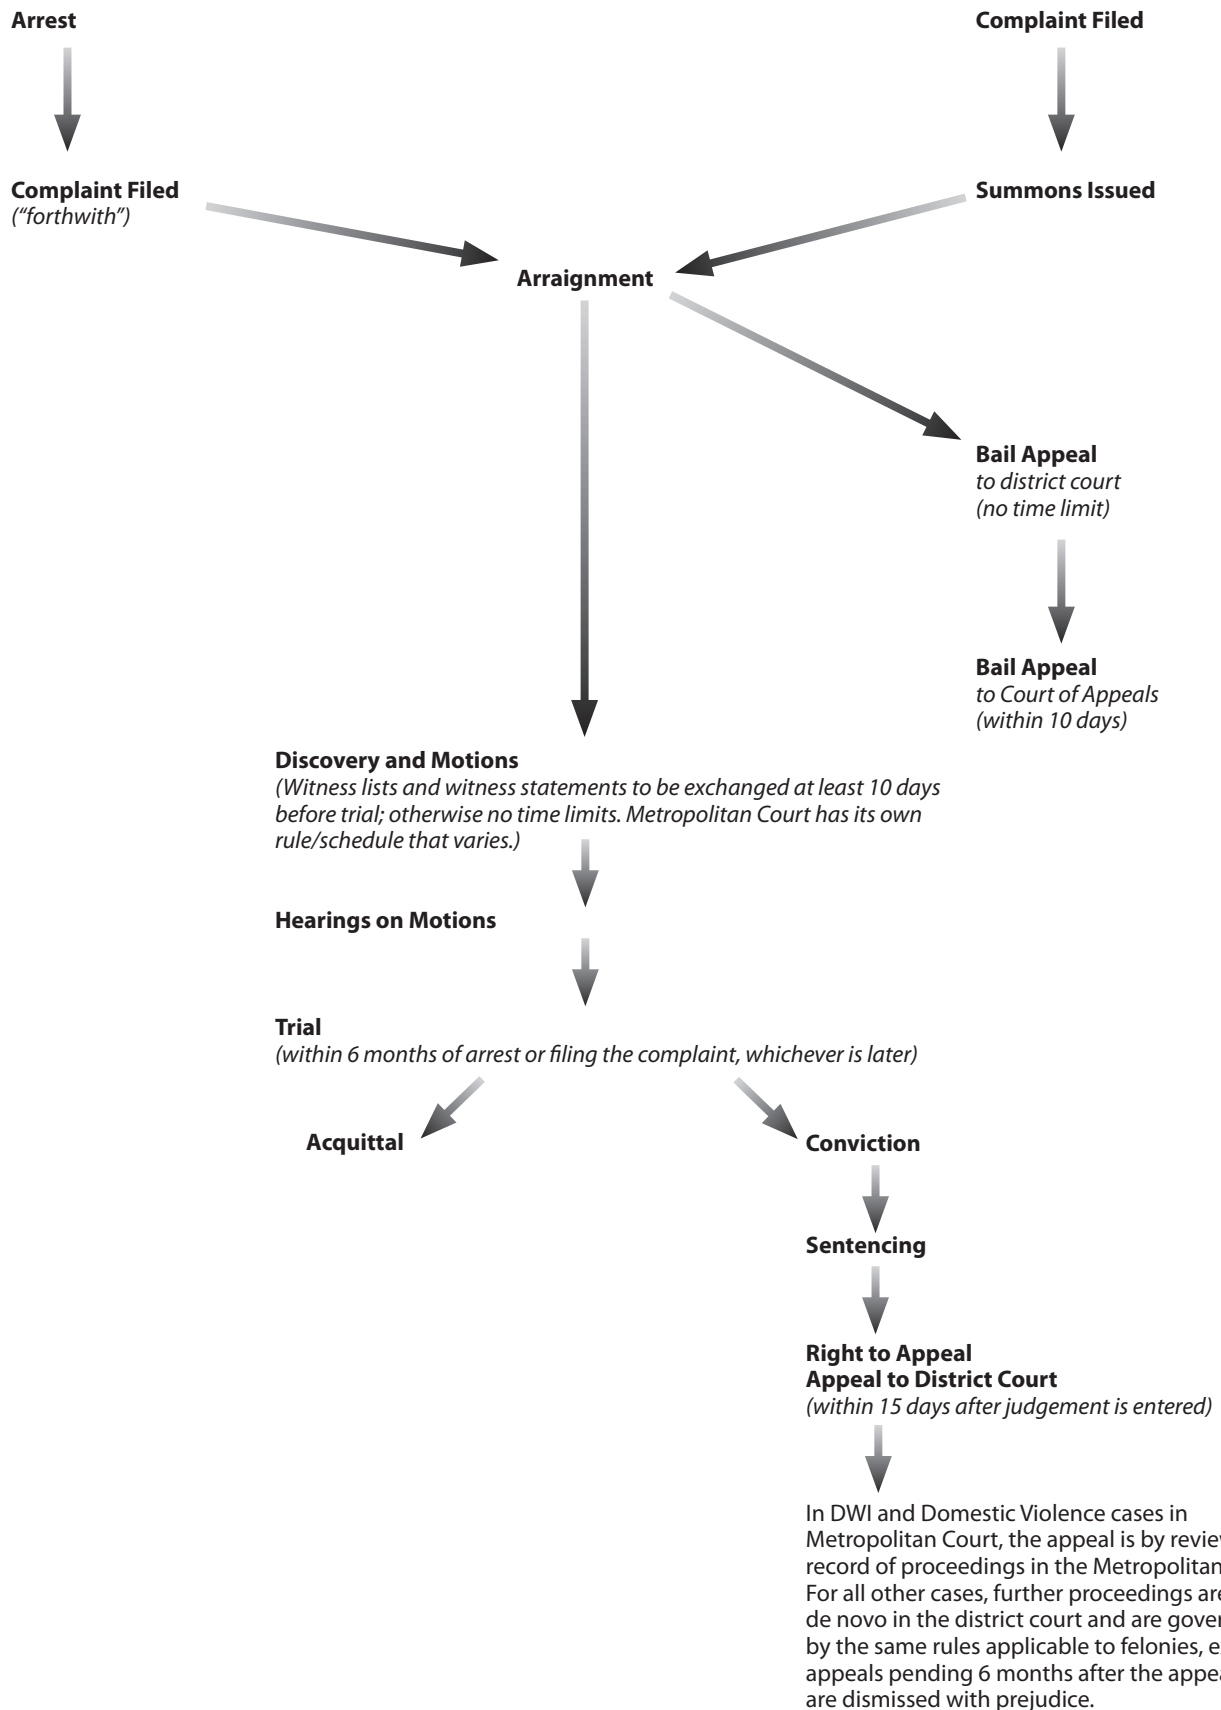 Arrest
Complaint Filed
Complaint Filed
("forthwith")
Summons Issued
Arraignment
Bail Appeal
to district court
(no time limit)
Bail Appeal
to Court of Appeals
(within 10 days)
Discovery and Motions
(Witness lists and witness statements to be exchanged at least 10 days
before trial; otherwise no time limits. Metropolitan Court has its own
rule/schedule that varies.)
Hearings on Motions
Trial
(within 6 months of arrest or filing the complaint, whichever is later)
Acquittal
Conviction
Sentencing
Right to Appeal
Appeal to District Court
(within 15 days after judgement is entered)
In DWI and Domestic Violence cases in
Metropolitan Court, the appeal is by
record of proceedings in the Metropolitan
For all other cases, further proceedings
de novo in the district court and are
by the same rules applicable to felonies,
appeals pending 6 months after the
are dismissed with prejudice.